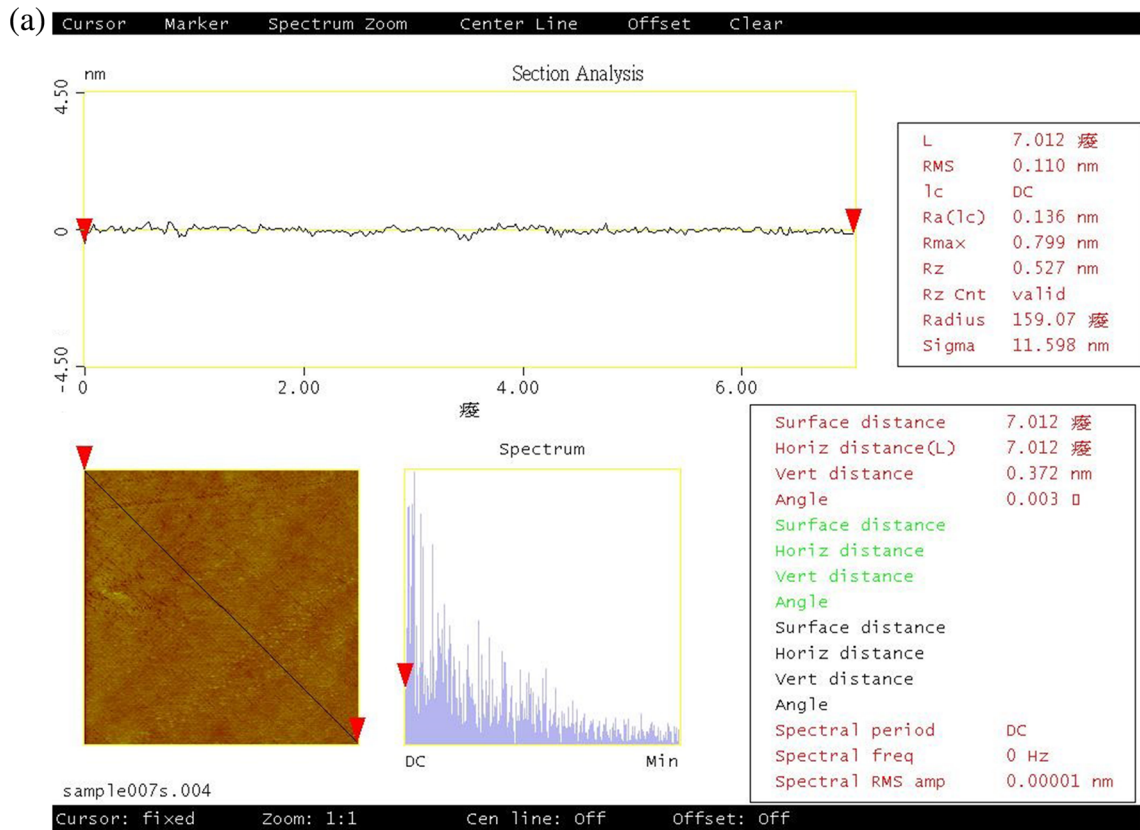 (a)
Cursor Marker Spectrum Zoom Center Line Offset Clear
nm
Section Analysis
4.50
0
-4.50
0 2.00 4.00 6.00
痠
L 7.012 痠
RMS 0.110 nm
lc DC
Ra(lc) 0.136 nm
Rmax 0.799 nm
Rz 0.527 nm
Rz Cnt valid
Radius 159.07 痠
Sigma 11.598 nm
Spectrum
DC Min
Surface distance 7.012 痠
Horiz distance(L) 7.012 痠
Vert distance 0.372 nm
Angle 0.003 
Surface distance
Horiz distance
Vert distance
Angle
Surface distance
Horiz distance
Vert distance
Angle
Spectral period DC
Spectral freq 0 Hz
Spectral RMS amp 0.00001 nm
sample007s.004
Cursor: fixed Zoom: 1:1 Cen line: Off Offset: Off